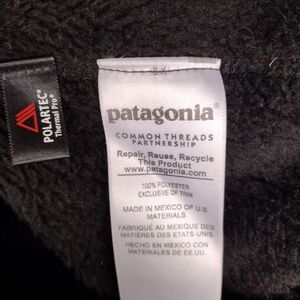 POLARTEC®
Thermal Pro®
patagonia®
COMMON THREADS
PARTNERSHIP
Repair, Reuse, Recycle
This Product
www.patagonia.com
100% POLYESTER
EXCLUSIVE OF TRIM
MADE IN MEXICO OF U.S.
MATERIALS
FABRIQUÉ AU MEXIQUE DES
MATIÈRES DES ETATS-UNIS
HECHO EN MEXICO CON
MATERIALES DE EE.UU.